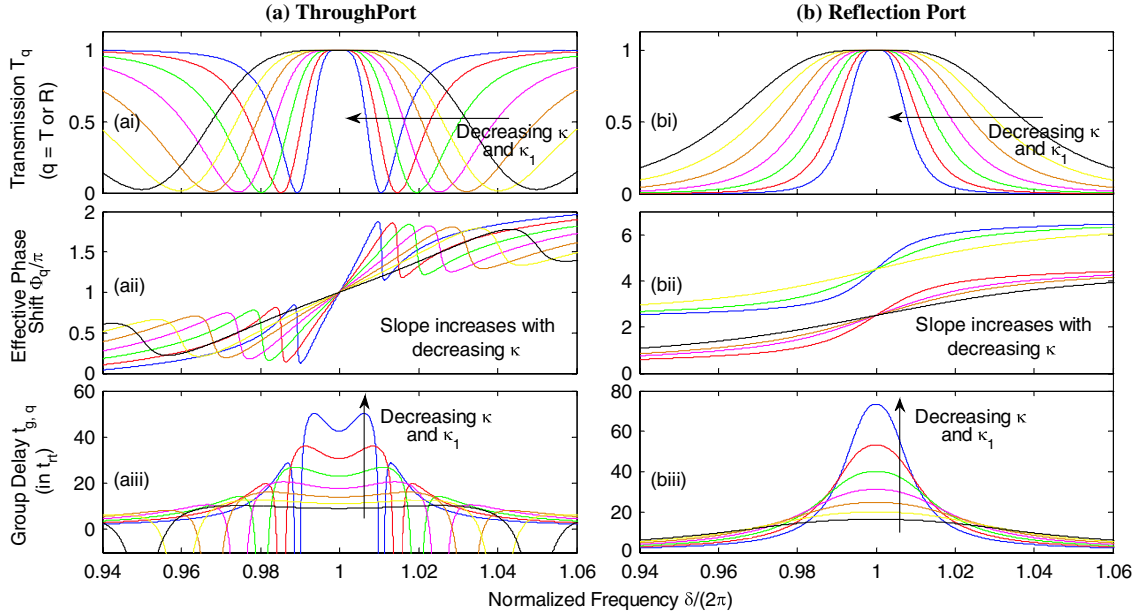 (a) ThroughPort
(b) Reflection Port
Transmission T_q
(q = T or R)
1
0.5
0
(ai)
Decreasing κ
and κ_1
1
0.5
0
(bi)
Decreasing κ
and κ_1
Effective Phase
Shift Φ_q/π
2
1.5
1
0.5
0
(aii)
Slope increases with
decreasing κ
6
4
2
0
(bii)
Slope increases with
decreasing κ
Group Delay t_g, q
(in t_rt)
60
40
20
0
(aiii)
Decreasing κ
and κ_1
0.94 0.96 0.98 1 1.02 1.04 1.06
80
60
40
20
0
(biii)
Decreasing κ
and κ_1
0.94 0.96 0.98 1 1.02 1.04 1.06
Normalized Frequency δ/(2π)